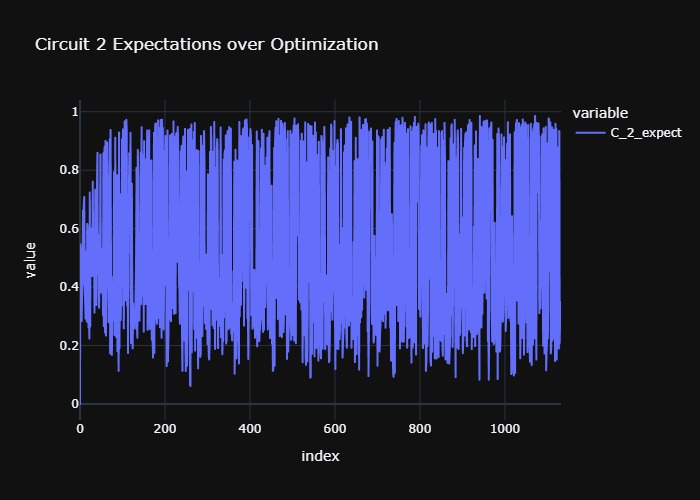 Circuit 2 Expectations over Optimization
variable
C_2_expect
value
1
0.8
0.6
0.4
0.2
0
0
200
400
600
800
1000
index